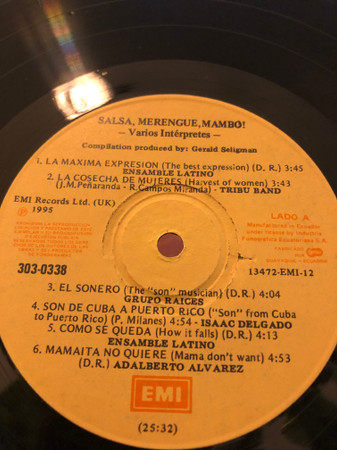 SALSA, MERENGUE, MAMBO!
— Varios Intérpretes —
Compilation produced by: Gerald Seligman
1. LA MAXIMA EXPRESION (The best expression) (D. R.) 3:45
ENSAMBLE LATINO
2. LA COSECHA DE MUJERES (Harvest of women) 3:43
(J.M. Peñaranda - R. Campos Miranda) - TRIBU BAND
EMI Records Ltd. (UK)
℗ 1995
LADO A
Manufactured in Ecuador
Fonográfica Ecuatoriana S.A.
GUAYAQUIL - ECUADOR
303-0338
13472-EMI-12
3. EL SONERO (The "son" musician) (D.R.) 4:04
GRUPO RAICES
4. SON DE CUBA A PUERTO RICO ("Son" from Cuba
to Puerto Rico) (P. Milanes) 4:54 - ISAAC DELGADO
5. COMO SE QUEDA (How it falls) (D.R.) 4:13
ENSAMBLE LATINO
6. MAMAITA NO QUIERE (Mama don't want) 4:53
(D.R.) ADALBERTO ALVAREZ
EMI
(25:32)